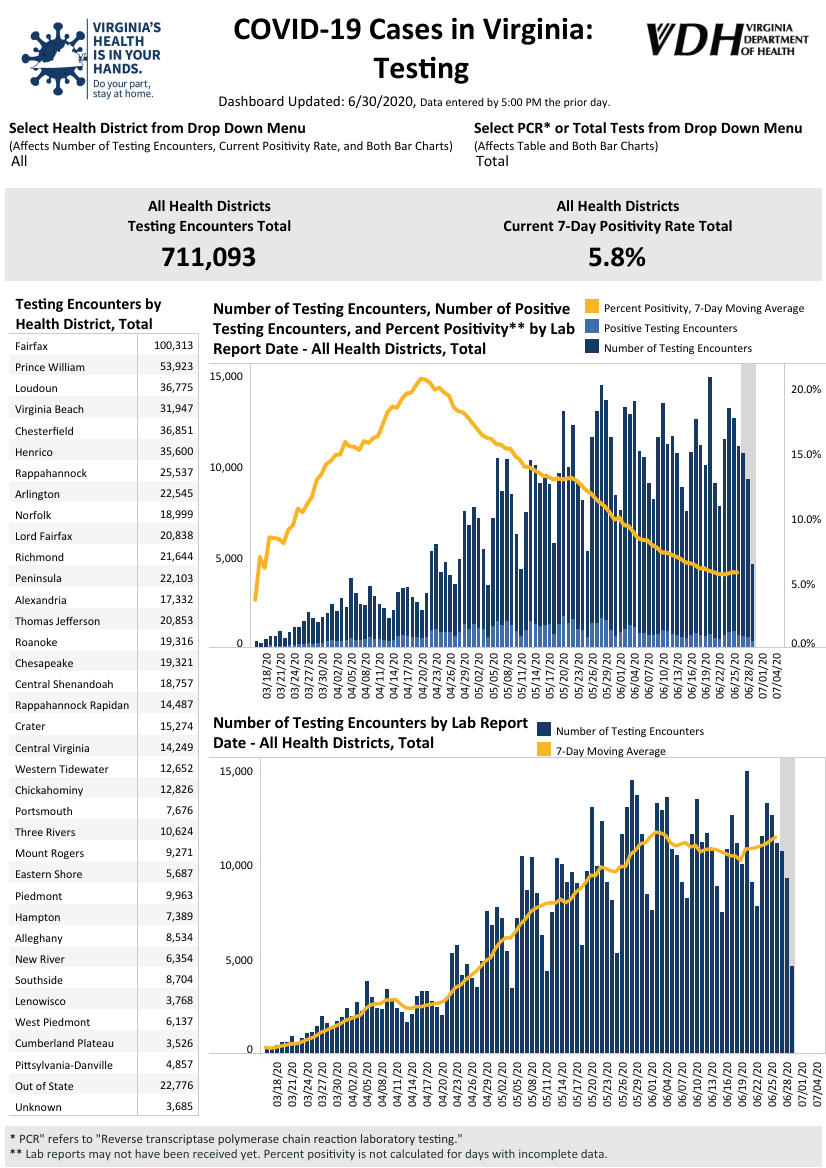 VIRGINIA'S
HEALTH
IS IN YOUR
HANDS.
Do your part,
stay at home.
COVID-19 Cases in Virginia:
Testing
VDH VIRGINIA
DEPARTMENT
OF HEALTH
Dashboard Updated: 6/30/2020, Data entered by 5:00 PM the prior day.
Select Health District from Drop Down Menu
(Affects Number of Testing Encounters, Current Positivity Rate, and Both Bar Charts)
All
Select PCR* or Total Tests from Drop Down Menu
(Affects Table and Both Bar Charts)
Total
All Health Districts
Testing Encounters Total
711,093
All Health Districts
Current 7-Day Positivity Rate Total
5.8%
Testing Encounters by
Health District, Total
Fairfax 100,313
Prince William 53,923
Loudoun 36,775
Virginia Beach 31,947
Chesterfield 36,851
Henrico 35,600
Rappahannock 25,537
Arlington 22,545
Norfolk 18,999
Lord Fairfax 20,838
Richmond 21,644
Peninsula 22,103
Alexandria 17,332
Thomas Jefferson 20,853
Roanoke 19,316
Chesapeake 19,321
Central Shenandoah 18,757
Rappahannock Rapidan 14,487
Crater 15,274
Central Virginia 14,249
Western Tidewater 12,652
Chickahominy 12,826
Portsmouth 7,676
Three Rivers 10,624
Mount Rogers 9,271
Eastern Shore 5,687
Piedmont 9,963
Hampton 7,389
Alleghany 8,534
New River 6,354
Southside 8,704
Lenowisco 3,768
West Piedmont 6,137
Cumberland Plateau 3,526
Pittsylvania-Danville 4,857
Out of State 22,776
Unknown 3,685
Number of Testing Encounters, Number of Positive
Testing Encounters, and Percent Positivity** by Lab
Report Date - All Health Districts, Total
Percent Positivity, 7-Day Moving Average
Positive Testing Encounters
Number of Testing Encounters
15,000
10,000
5,000
0
20.0%
15.0%
10.0%
5.0%
0.0%
03/18/20
03/21/20
03/24/20
03/27/20
03/30/20
04/02/20
04/05/20
04/08/20
04/11/20
04/14/20
04/17/20
04/20/20
04/23/20
04/26/20
04/29/20
05/02/20
05/05/20
05/08/20
05/11/20
05/14/20
05/17/20
05/20/20
05/23/20
05/26/20
05/29/20
06/01/20
06/04/20
06/07/20
06/10/20
06/13/20
06/16/20
06/19/20
06/22/20
06/25/20
06/28/20
07/01/20
07/04/20
Number of Testing Encounters by Lab Report
Date - All Health Districts, Total
Number of Testing Encounters
7-Day Moving Average
15,000
10,000
5,000
0
03/18/20
03/21/20
03/24/20
03/27/20
03/30/20
04/02/20
04/05/20
04/08/20
04/11/20
04/14/20
04/17/20
04/20/20
04/23/20
04/26/20
04/29/20
05/02/20
05/05/20
05/08/20
05/11/20
05/14/20
05/17/20
05/20/20
05/23/20
05/26/20
05/29/20
06/01/20
06/04/20
06/07/20
06/10/20
06/13/20
06/16/20
06/19/20
06/22/20
06/25/20
06/28/20
07/01/20
07/04/20
* PCR" refers to "Reverse transcriptase polymerase chain reaction laboratory testing."
** Lab reports may not have been received yet. Percent positivity is not calculated for days with incomplete data.